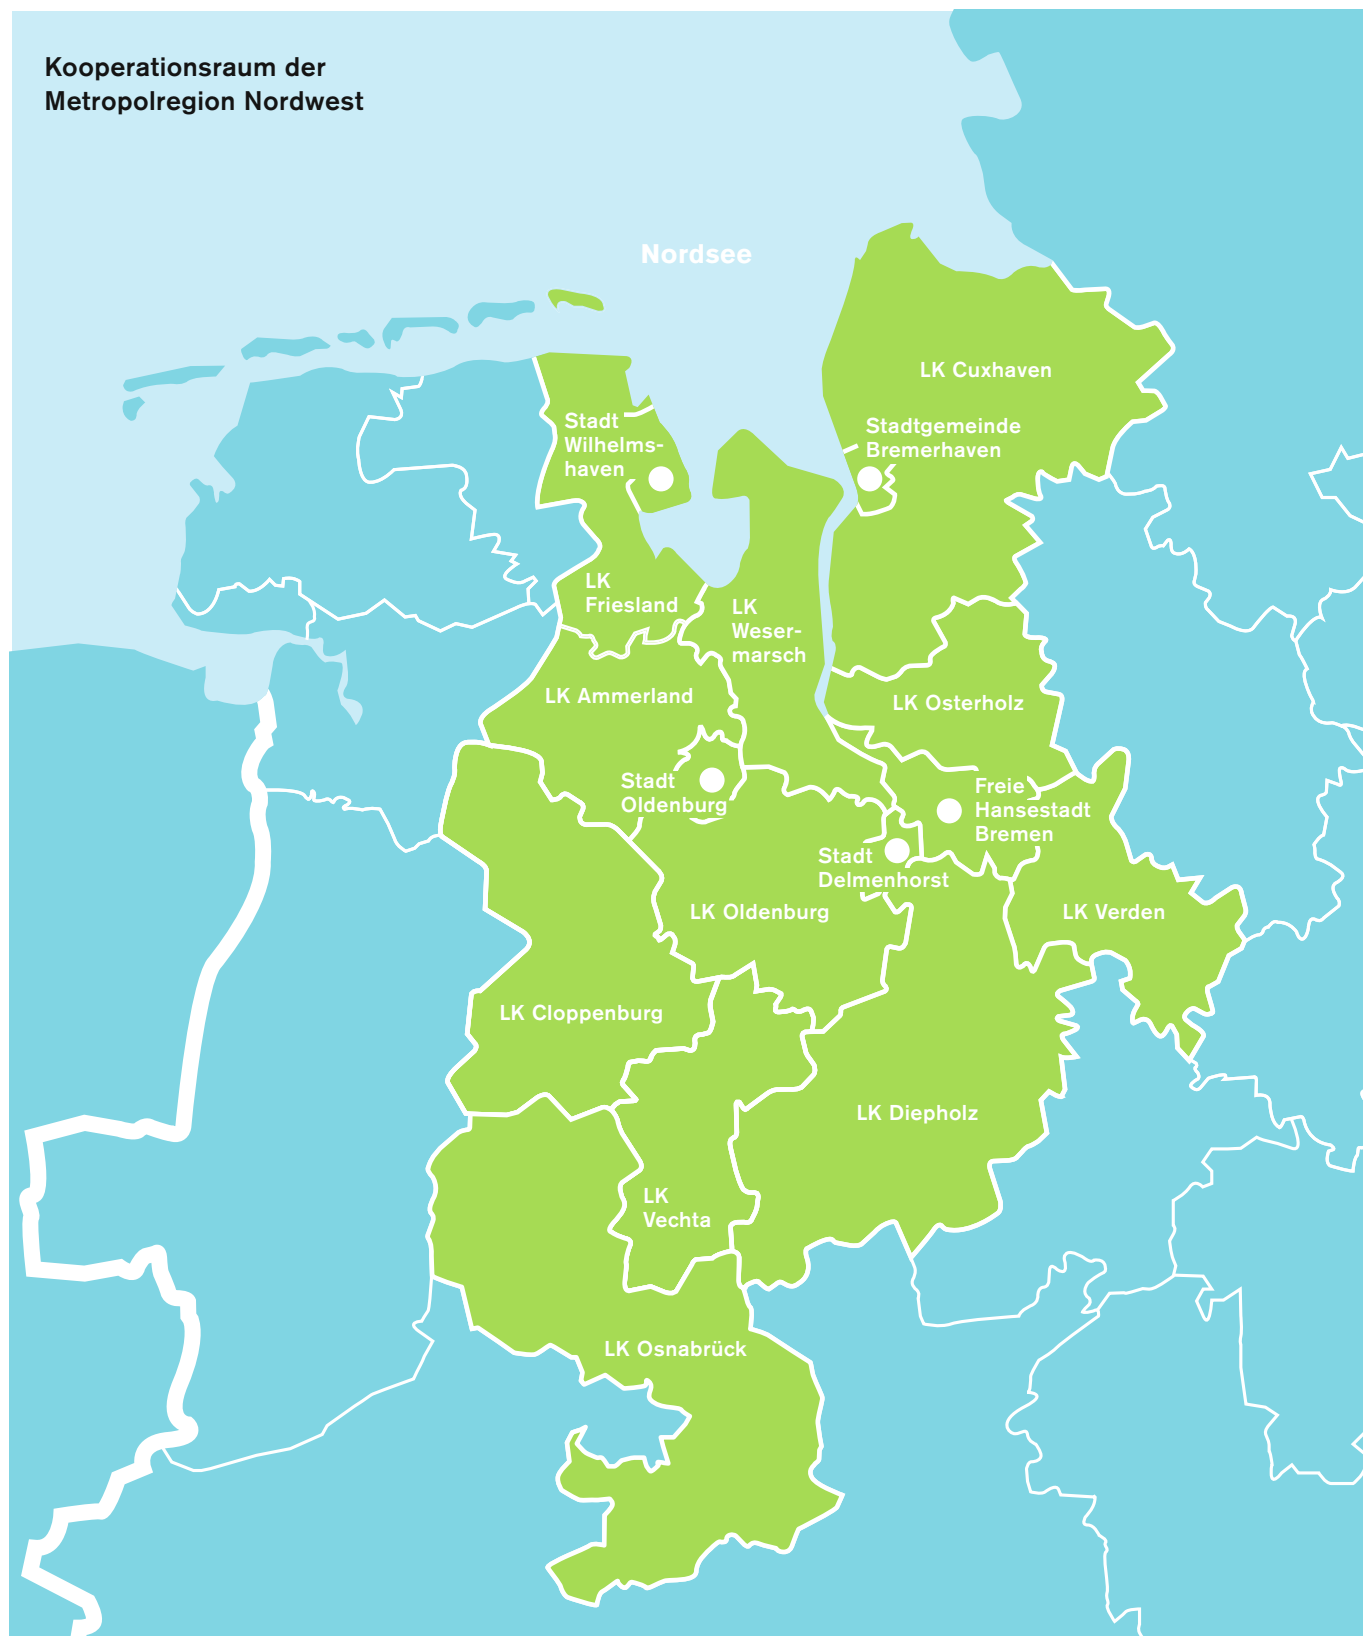 Kooperationsraum der
Metropolregion Nordwest
Nordsee
LK Cuxhaven
Stadt
Wilhelms-
haven
Stadtgemeinde
Bremerhaven
LK
Friesland
LK
Weser-
marsch
LK Ammerland
LK Osterholz
Stadt
Oldenburg
Freie
Hansestadt
Bremen
Stadt
Delmenhorst
LK Oldenburg
LK Verden
LK Cloppenburg
LK Diepholz
LK
Vechta
LK Osnabrück